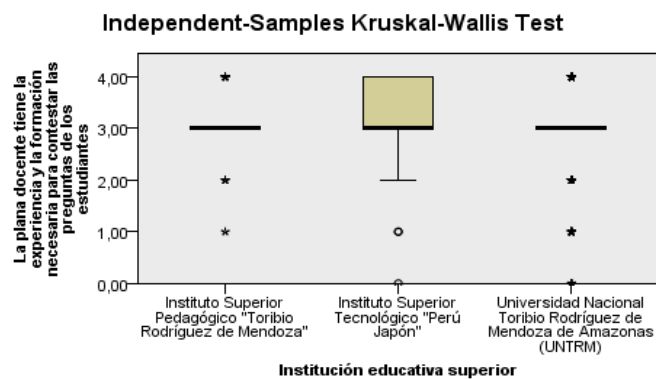 Independent-Samples Kruskal-Wallis Test
La plana docente tiene la
experiencia y la formación
necesaria para contestar las
preguntas de los
estudiantes
4,00
3,00
2,00
1,00
0,00
Instituto Superior
Pedagógico "Toribio
Rodríguez de Mendoza"
Instituto Superior
Tecnológico "Perú
Japón"
Universidad Nacional
Toribio Rodríguez de
Mendoza de Amazonas
(UNTRM)
Institución educativa superior